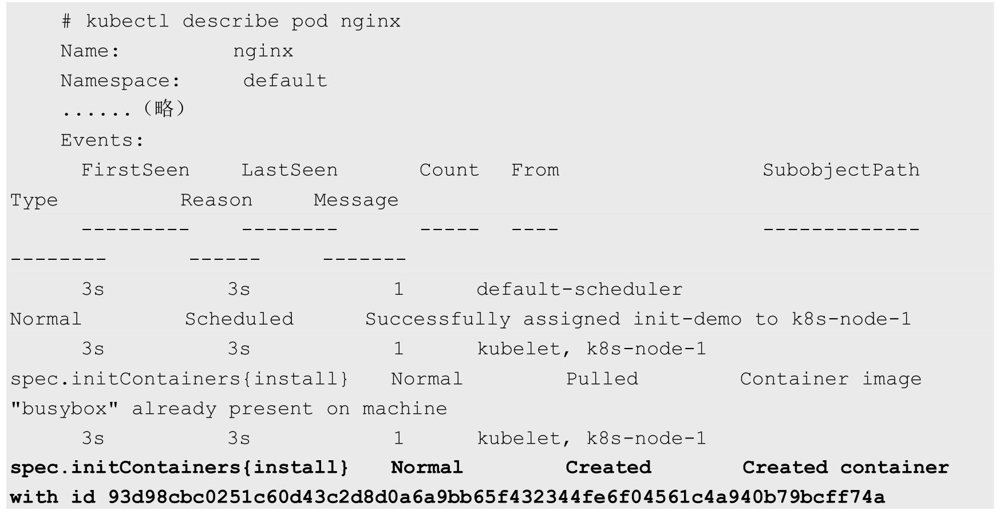 # kubectl describe pod nginx
Name: nginx
Namespace: default
......（略）
Events:
FirstSeen LastSeen Count From SubobjectPath
Type Reason Message
--------- -------- ----- ---- -------------
-------- ------ -------
3s 3s 1 default-scheduler
Normal Scheduled Successfully assigned init-demo to k8s-node-1
3s 3s 1 kubelet, k8s-node-1
spec.initContainers{install} Normal Pulled Container image
"busybox" already present on machine
3s 3s 1 kubelet, k8s-node-1
spec.initContainers{install} Normal Created Created container
with id 93d98cbc0251c60d43c2d8d0a6a9bb65f432344fe6f04561c4a940b79bcff74a